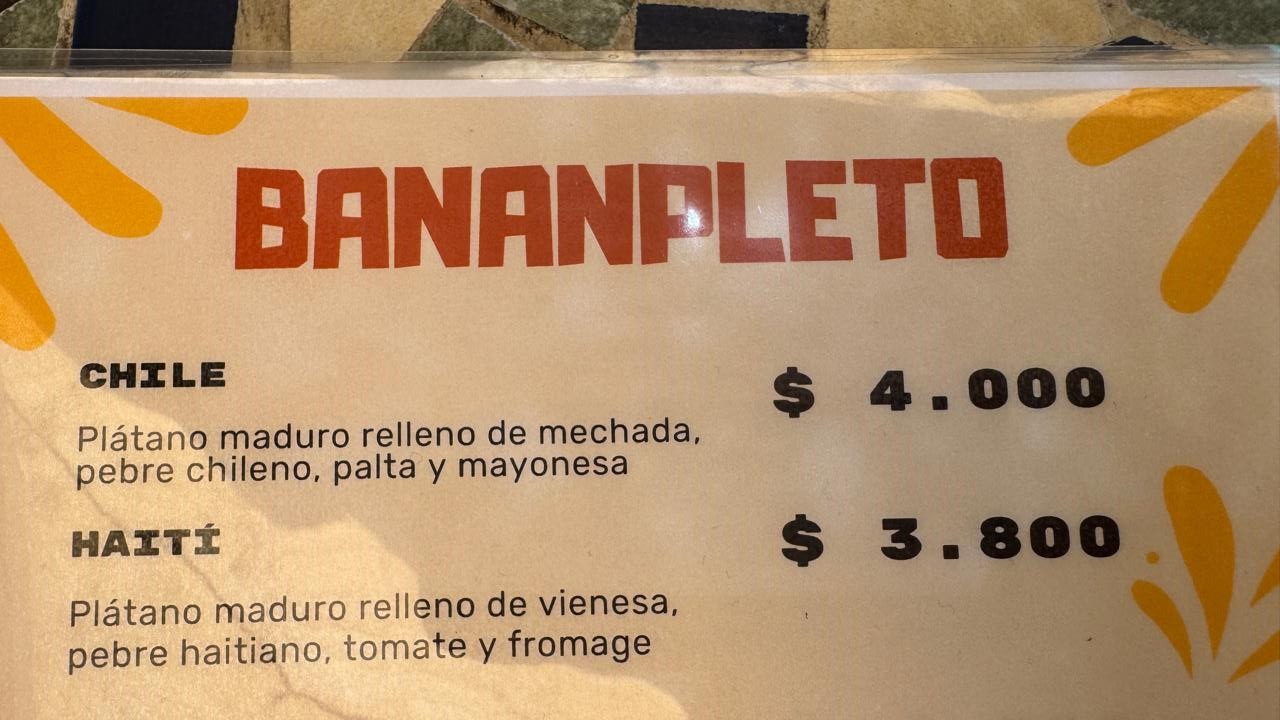 BANANPLETO
CHILE
$ 4.000
Plátano maduro relleno de mechada,
pebre chileno, palta y mayonesa
HAITÍ
$ 3.800
Plátano maduro relleno de vienesa,
pebre haitiano, tomate y fromage